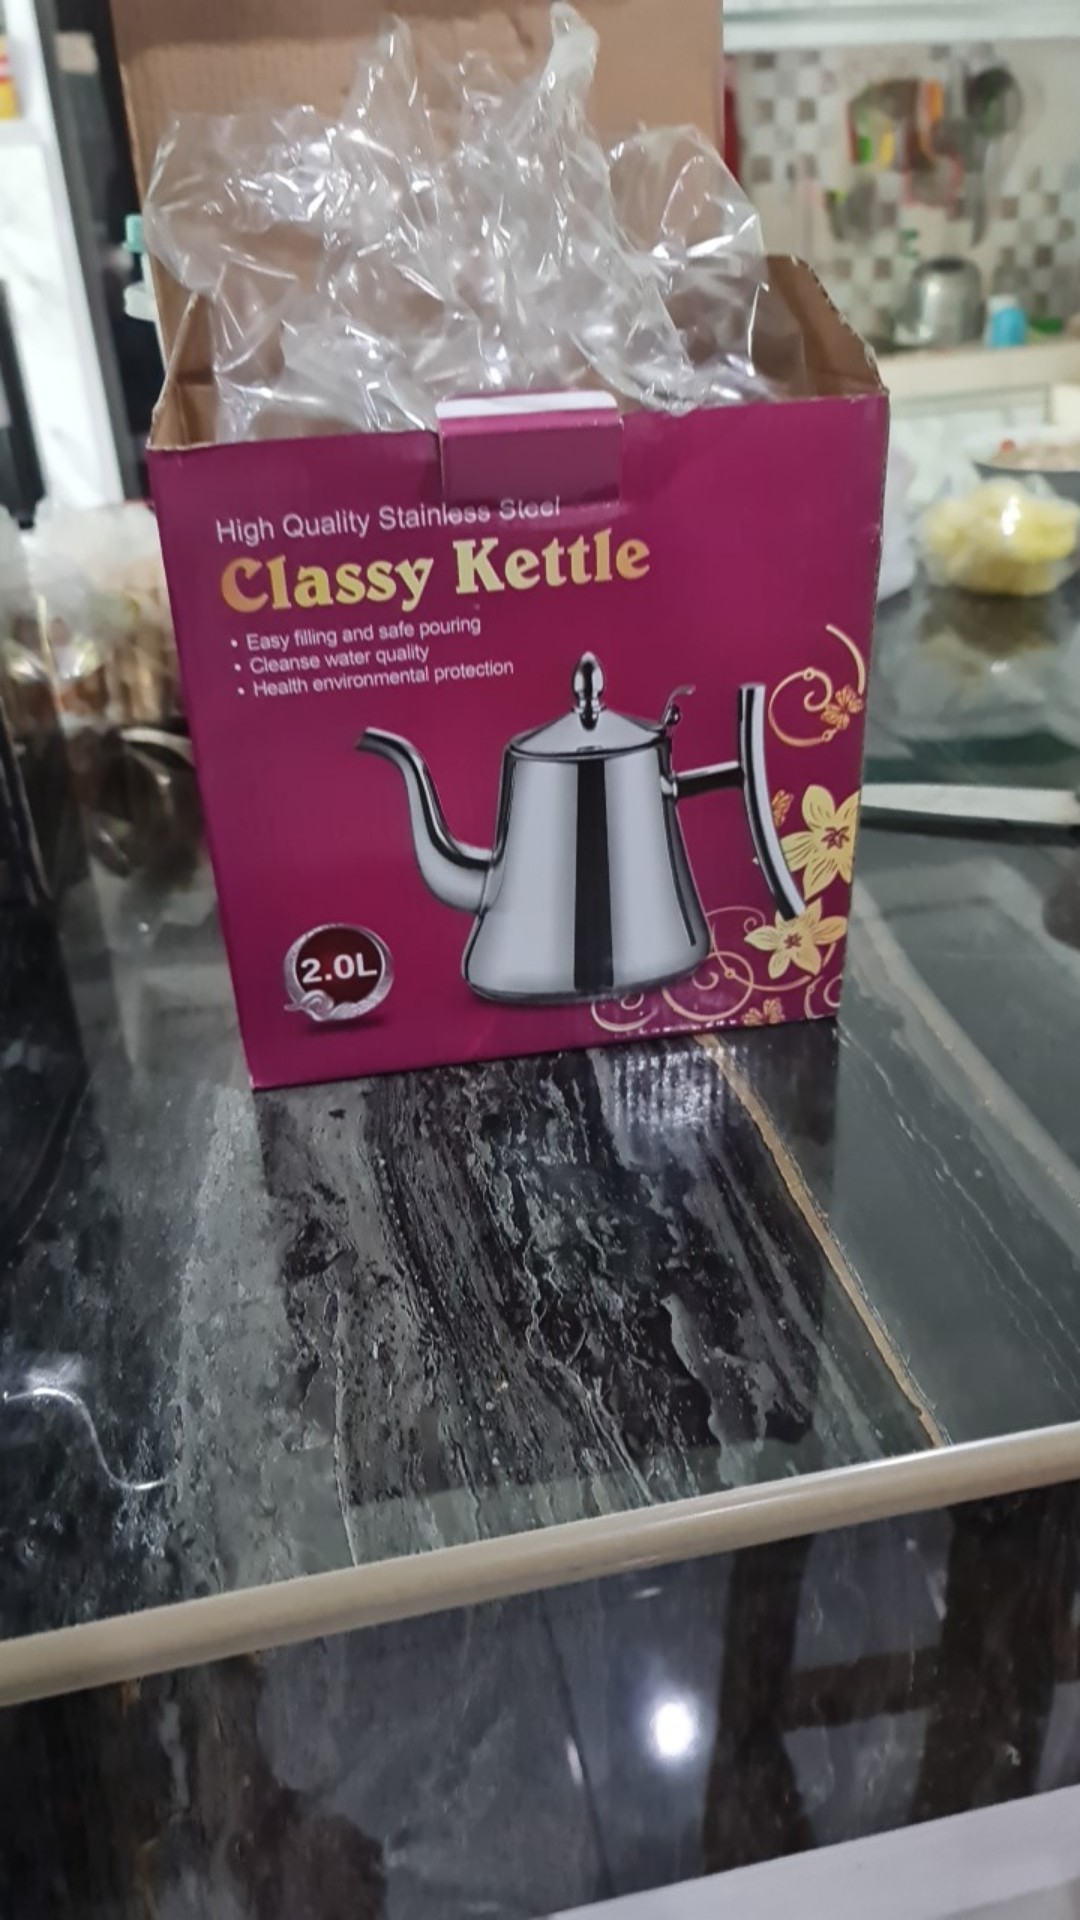 High Quality Stainless Steel
Classy Kettle
• Easy filling and safe pouring
• Cleanse water quality
• Health environmental protection
2.0L